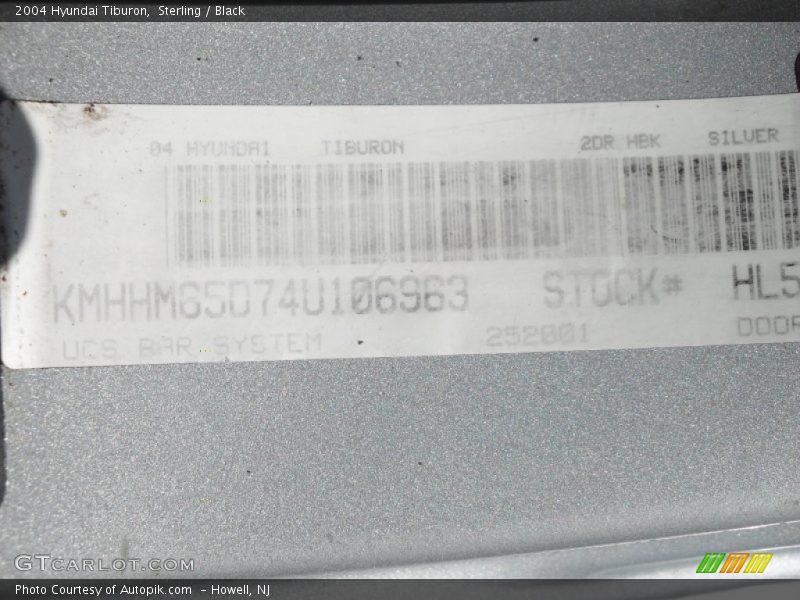 2004 Hyundai Tiburon, Sterling / Black
04 HYUNDAI TIBURON 2DR HBK SILVER
KMHHM65D74U106963 STOCK# HL5
UCS BAR SYSTEM 252001 DOOR
GTCARLOT.COM
Photo Courtesy of Autopik.com - Howell, NJ